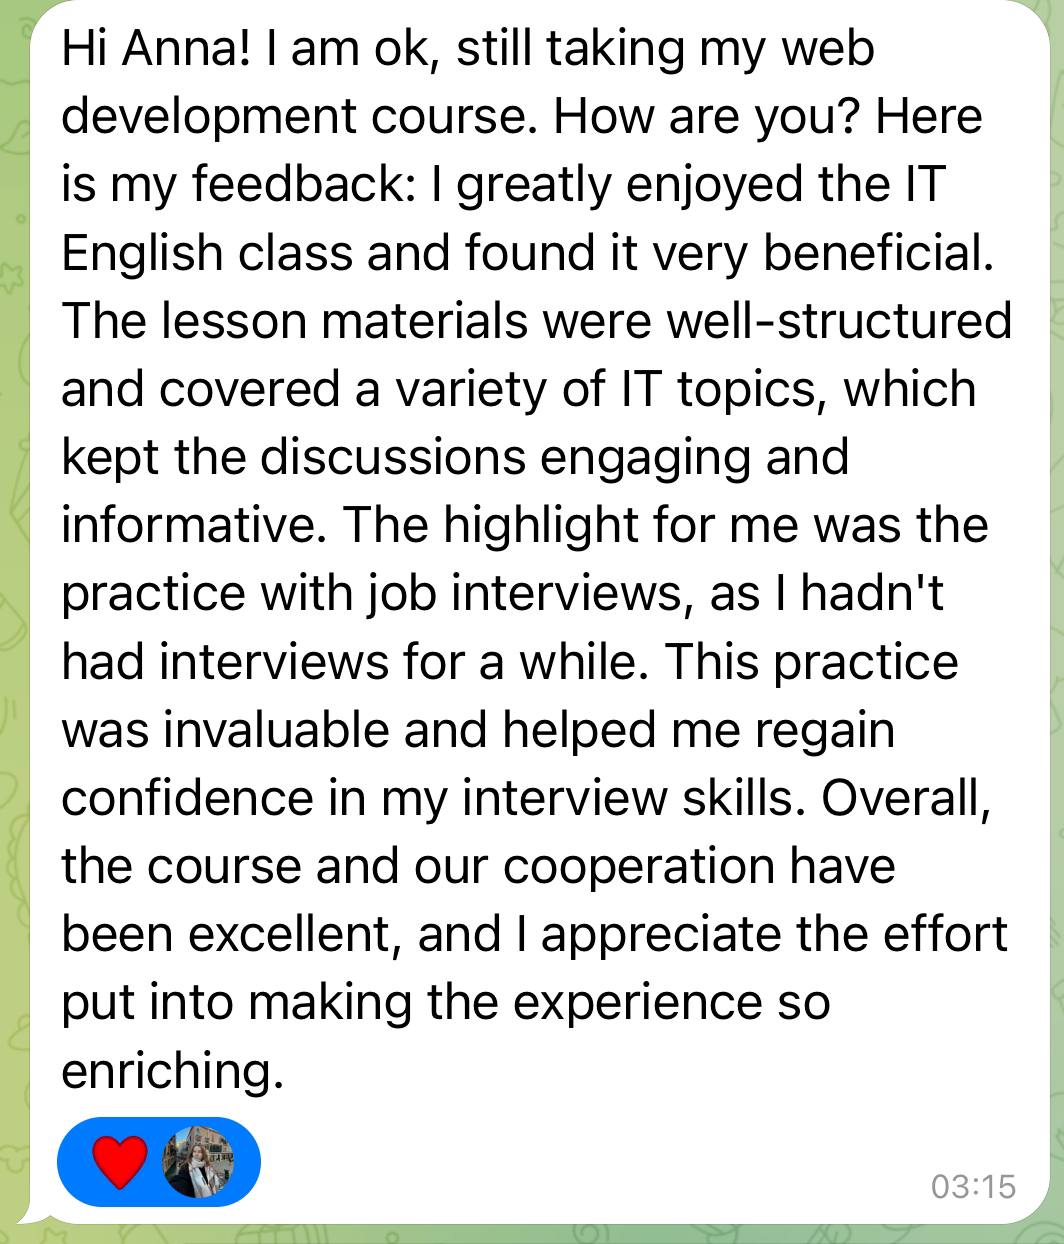 Hi Anna! I am ok, still taking my web
development course. How are you? Here
is my feedback: I greatly enjoyed the IT
English class and found it very beneficial.
The lesson materials were well-structured
and covered a variety of IT topics, which
kept the discussions engaging and
informative. The highlight for me was the
practice with job interviews, as I hadn't
had interviews for a while. This practice
was invaluable and helped me regain
confidence in my interview skills. Overall,
the course and our cooperation have
been excellent, and I appreciate the effort
put into making the experience so
enriching.
03:15